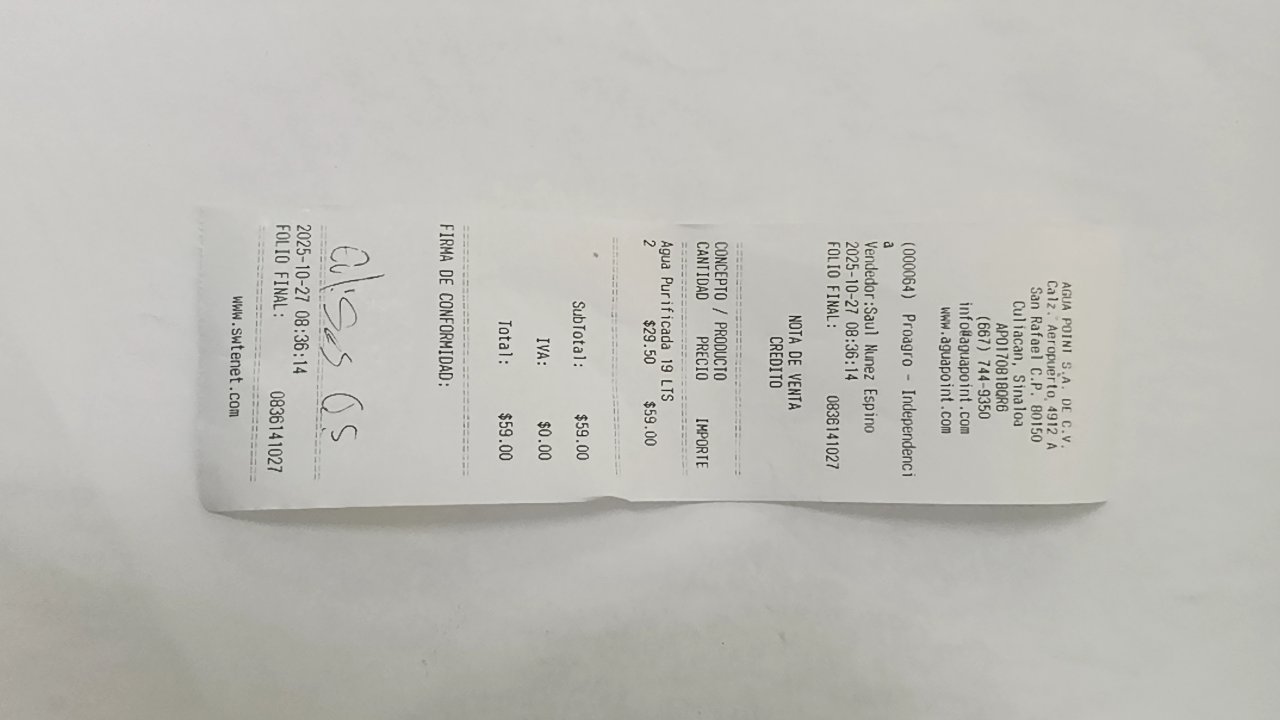 AGUA POINT S.A. DE C.V.
Calz. Aeropuerto, 4912 A
San Rafael C.P. 80150
Culiacan, Sinaloa
APO170818QR6
(667) 744-9350
info@aguapoint.com
www.aguapoint.com
(000064) Proagro - Independenci
a
Vendedor:Saul Nunez Espino
2025-10-27 08:36:14
FOLIO FINAL: 0836141027
NOTA DE VENTA
CREDITO
CONCEPTO / PRODUCTO
CANTIDAD PRECIO IMPORTE
Agua Purificada 19 LTS
2 $29.50 $59.00
SubTotal: $59.00
IVA: $0.00
Total: $59.00
FIRMA DE CONFORMIDAD:
2025-10-27 08:36:14
FOLIO FINAL: 0836141027
www.swtenet.com